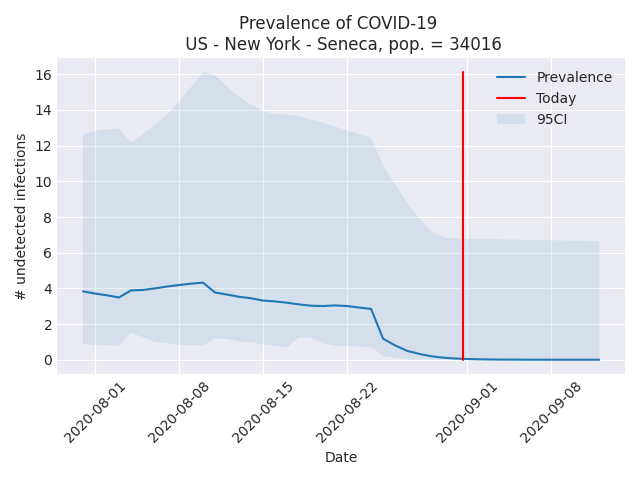 Prevalence of COVID-19
US - New York - Seneca, pop. = 34016
Prevalence
Today
95CI
# undetected infections
16
14
12
10
8
6
4
2
0
2020-08-01
2020-08-08
2020-08-15
2020-08-22
2020-09-01
2020-09-08
Date